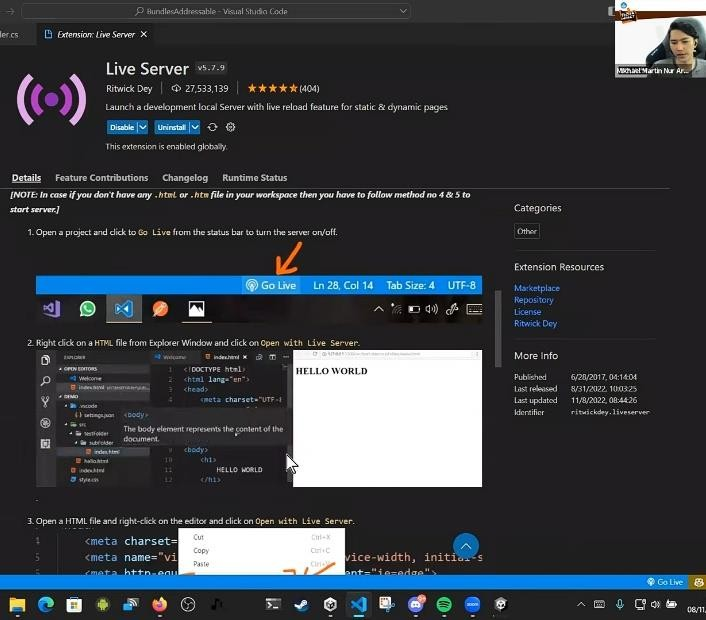 BundlesAddressable - Visual Studio Code
der.cs
Extension: Live Server
Live Server v5.7.9
Ritwick Dey 27,533,139 (404)
Launch a development local Server with live reload feature for static & dynamic pages
Disable Uninstall
This extension is enabled globally.
Details Feature Contributions Changelog Runtime Status
[NOTE: In case if you don't have any .html or .htm file in your workspace then you have to follow method no 4 & 5 to
start server.]
1. Open a project and click to Go Live from the status bar to turn the server on/off.
Go Live Ln 28, Col 14 Tab Size: 4 UTF-8
2. Right click on a HTML file from Explorer Window and click on Open with Live Server.
EXPLORER
OPEN EDITORS
Welcome
index.html
DEMO
.vscode
settings.json
src
testFolder
subFolder
index.html
hello.html
index.html
style.css
Welcome index.html
<!DOCTYPE html>
<html lang="en">
<head>
<meta charset="UTF-8
<body>
The body element represents the content of the
document.
9 <body>
10 <h1>
11 HELLO WORLD
12 </h1>
HELLO WORLD
3. Open a HTML file and right-click on the editor and click on Open with Live Server.
4 <meta charset=
5 <meta name="vi vice-width, initial-s
<meta http-equ ent="ie=edge">
Cut Ctrl+X
Copy Ctrl+C
Paste
Categories
Other
Extension Resources
Marketplace
Repository
License
Ritwick Dey
More Info
Published 6/28/2017, 04:14:04
Last released 8/31/2022, 10:03:25
Last updated 11/8/2022, 08:44:26
Identifier ritwickdey.liveserver
Mikhael Martin Nur Ar...
Go Live
zoom
08/11